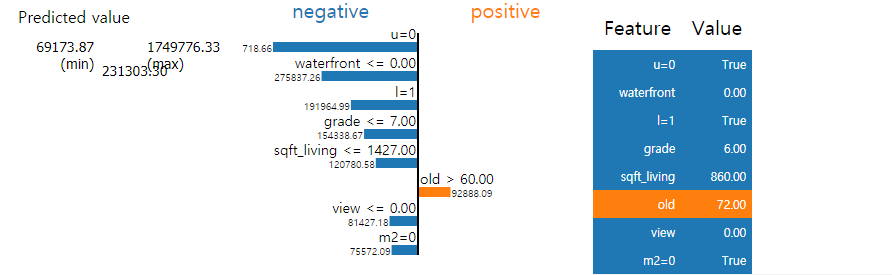 Predicted value
69173.87
(min)
1749776.33
(max)
231303.30
negative positive
u=0
718.66
waterfront <= 0.00
275837.26
l=1
191964.99
grade <= 7.00
154338.67
sqft_living <= 1427.00
120780.58
old > 60.00
92888.09
view <= 0.00
81427.18
m2=0
75572.09
Feature Value
u=0 True
waterfront 0.00
l=1 True
grade 6.00
sqft_living 860.00
old 72.00
view 0.00
m2=0 True